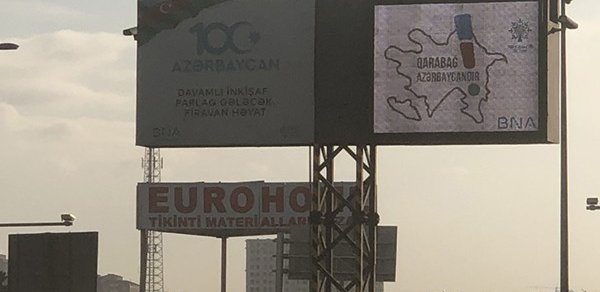 100
AZƏRBAYCAN
DAVAMLI İNKİŞAF
PARLAQ GƏLƏCƏK,
FİRAVAN HƏYAT
BNA
QARABAĞ
AZƏRBAYCANDIR
BNA
EUROHO
TİKİNTİ MATERİALLAR